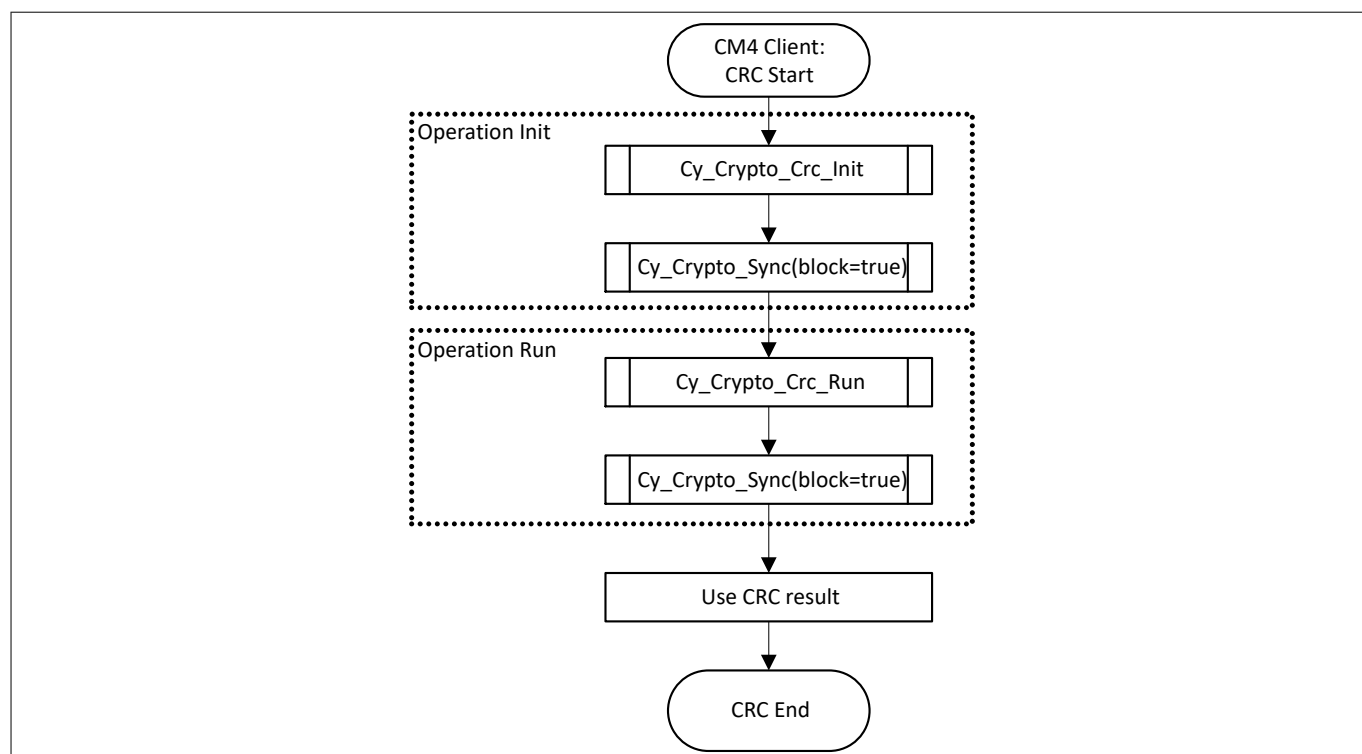 CM4 Client:
CRC Start
Operation Init
Cy_Crypto_Crc_Init
Cy_Crypto_Sync(block=true)
Operation Run
Cy_Crypto_Crc_Run
Cy_Crypto_Sync(block=true)
Use CRC result
CRC End